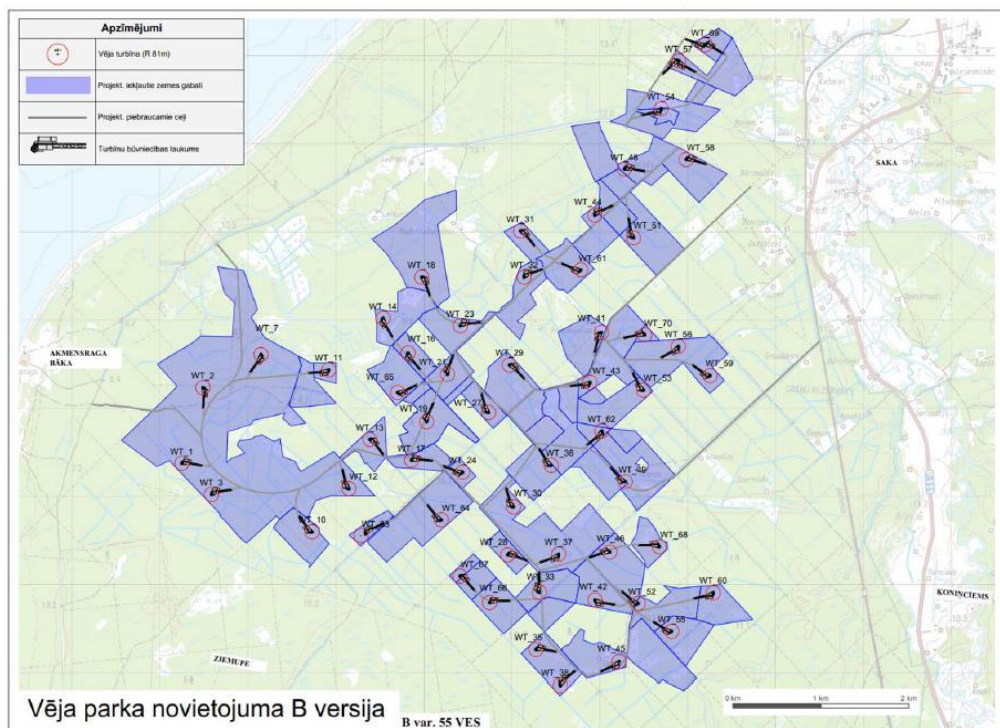 Apzīmējumi
Vēja turbīna (R 81m)
Projekt. iekļautie zemes gabali
Projekt. piebraucamie ceļi
Turbīnu būvniecības laukums
WT_69
WT_57
WT_54
WT_48
WT_58
SAKA
WT_44
WT_51
WT_31
WT_32
WT_61
WT_18
WT_14
WT_23
WT_41
WT_70
WT_7
WT_16
WT_21
WT_29
WT_56
AKMENSRAGA
BĀKA
WT_11
WT_2
WT_65
WT_43
WT_53
WT_59
WT_19
WT_27
WT_13
WT_62
WT_1
WT_17
WT_24
WT_36
WT_3
WT_12
WT_49
WT_30
WT_10
WT_63
WT_64
WT_28
WT_37
WT_46
WT_68
WT_67
WT_66
WT_33
WT_42
WT_52
WT_60
KONIŅCIEMS
WT_55
WT_35
WT_45
ZIEMUPE
WT_38
0 km
1 km
2 km
Vēja parka novietojuma B versija
B var. 55 VES